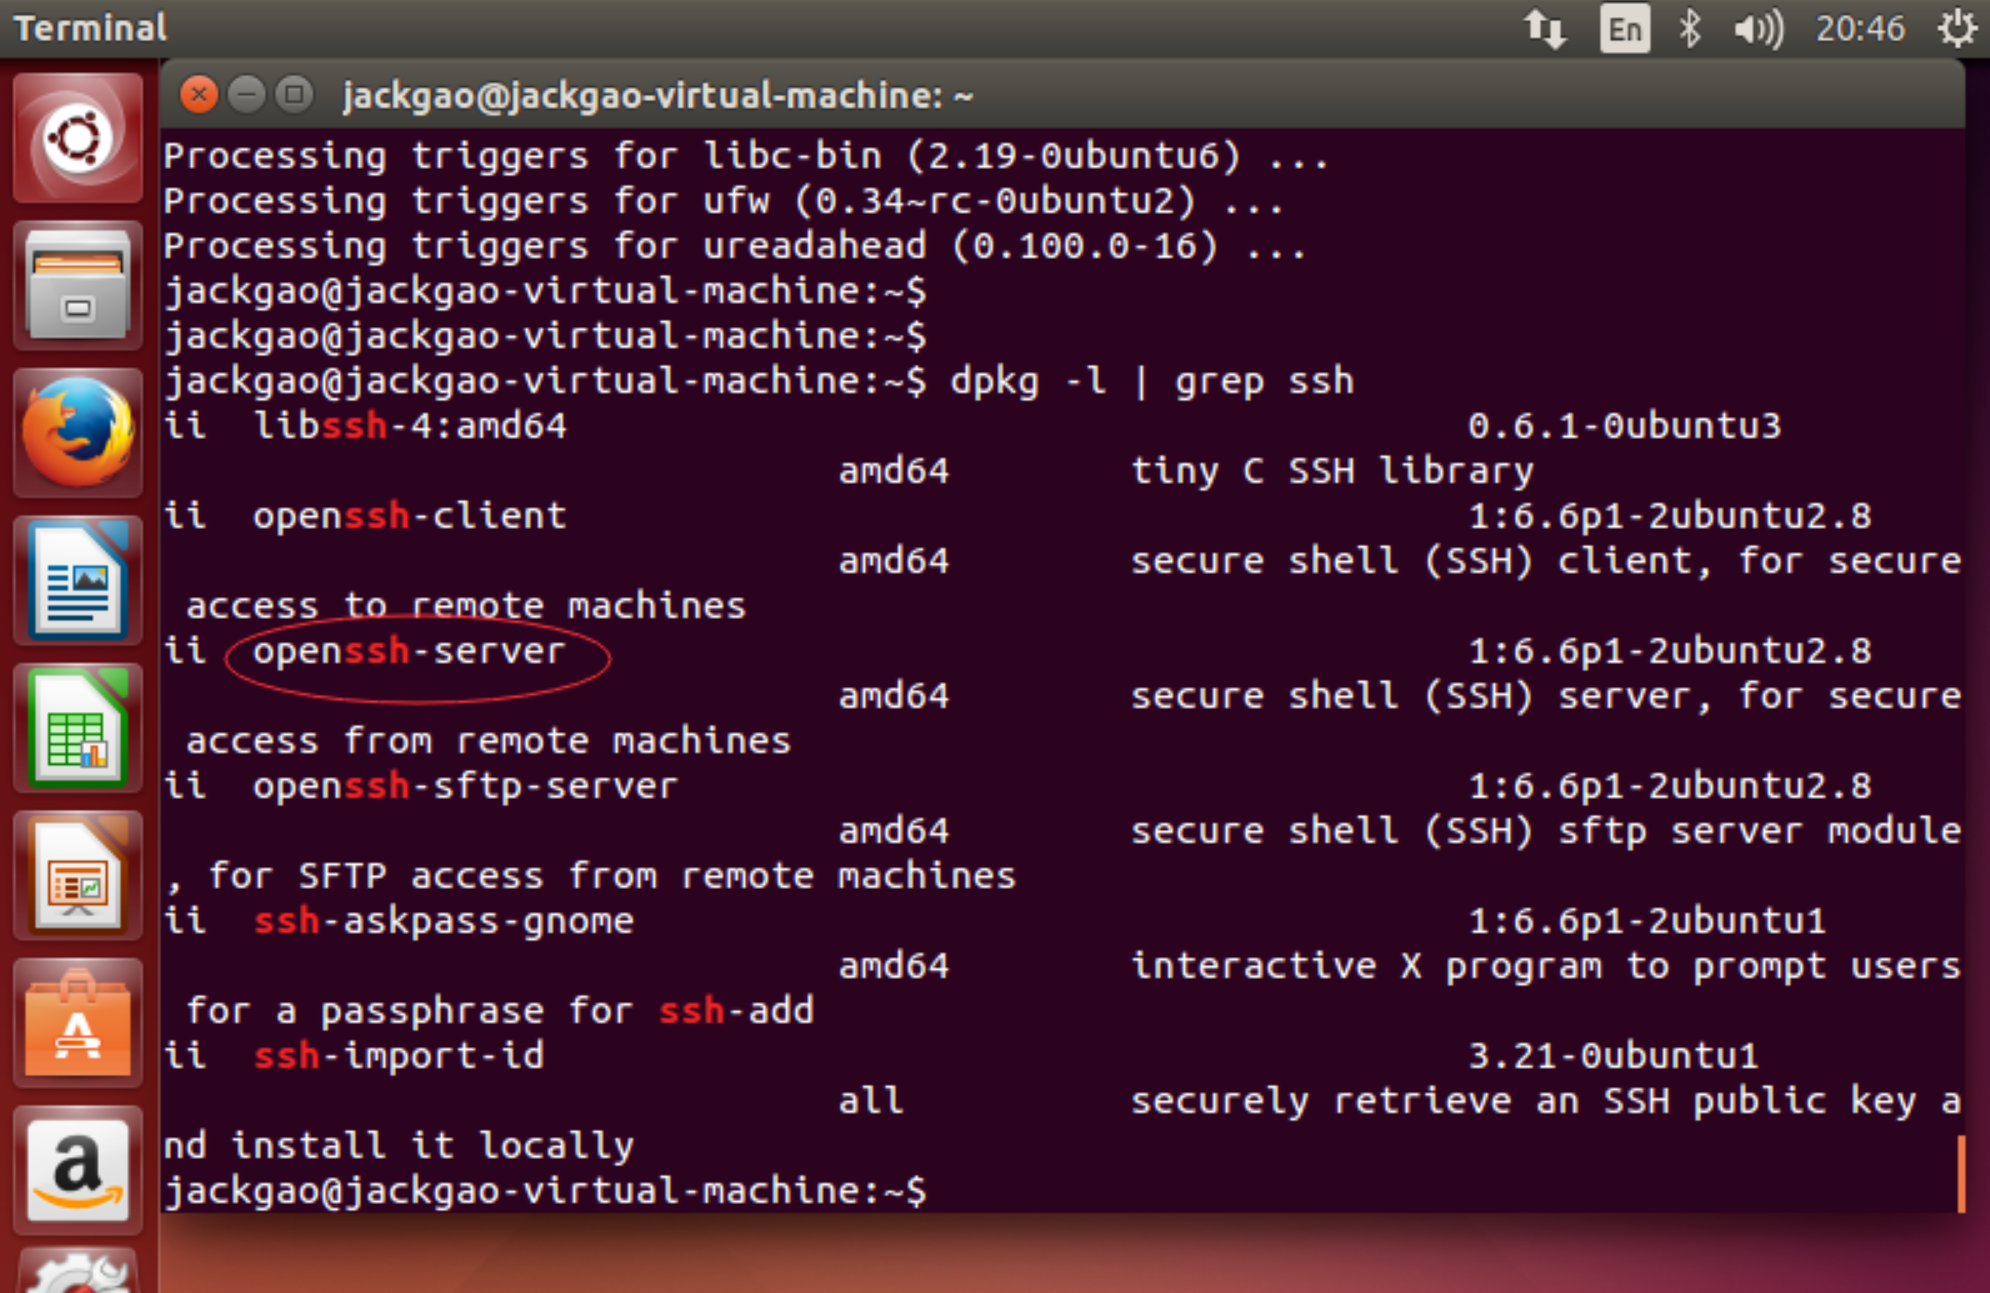 Terminal
En
20:46
jackgao@jackgao-virtual-machine: ~
Processing triggers for libc-bin (2.19-0ubuntu6) ...
Processing triggers for ufw (0.34~rc-0ubuntu2) ...
Processing triggers for ureadahead (0.100.0-16) ...
jackgao@jackgao-virtual-machine:~$
jackgao@jackgao-virtual-machine:~$
jackgao@jackgao-virtual-machine:~$ dpkg -l | grep ssh
ii libssh-4:amd64 0.6.1-0ubuntu3
amd64 tiny C SSH library
ii openssh-client 1:6.6p1-2ubuntu2.8
amd64 secure shell (SSH) client, for secure
access to remote machines
ii openssh-server 1:6.6p1-2ubuntu2.8
amd64 secure shell (SSH) server, for secure
access from remote machines
ii openssh-sftp-server 1:6.6p1-2ubuntu2.8
amd64 secure shell (SSH) sftp server module
, for SFTP access from remote machines
ii ssh-askpass-gnome 1:6.6p1-2ubuntu1
amd64 interactive X program to prompt users
for a passphrase for ssh-add
ii ssh-import-id 3.21-0ubuntu1
all securely retrieve an SSH public key a
nd install it locally
jackgao@jackgao-virtual-machine:~$